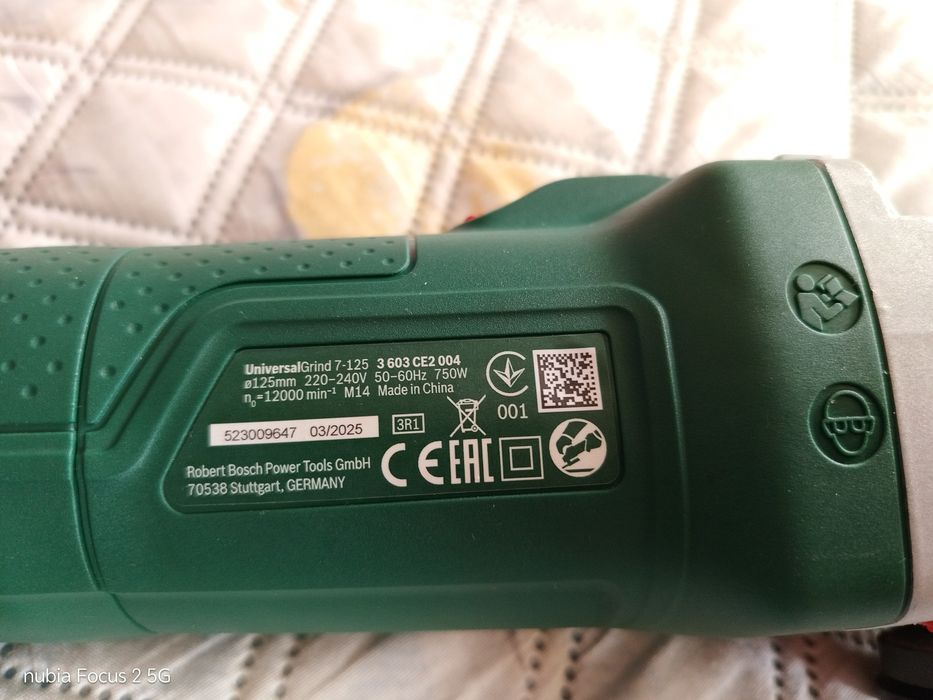 UniversalGrind 7-125 3 603 CE2 004
ø125mm 220-240V 50-60Hz 750W
n₀=12000 min⁻¹ M14 Made in China
001
523009647 03/2025
3R1
Robert Bosch Power Tools GmbH
70538 Stuttgart, GERMANY
CE EAC
nubia Focus 2 5G